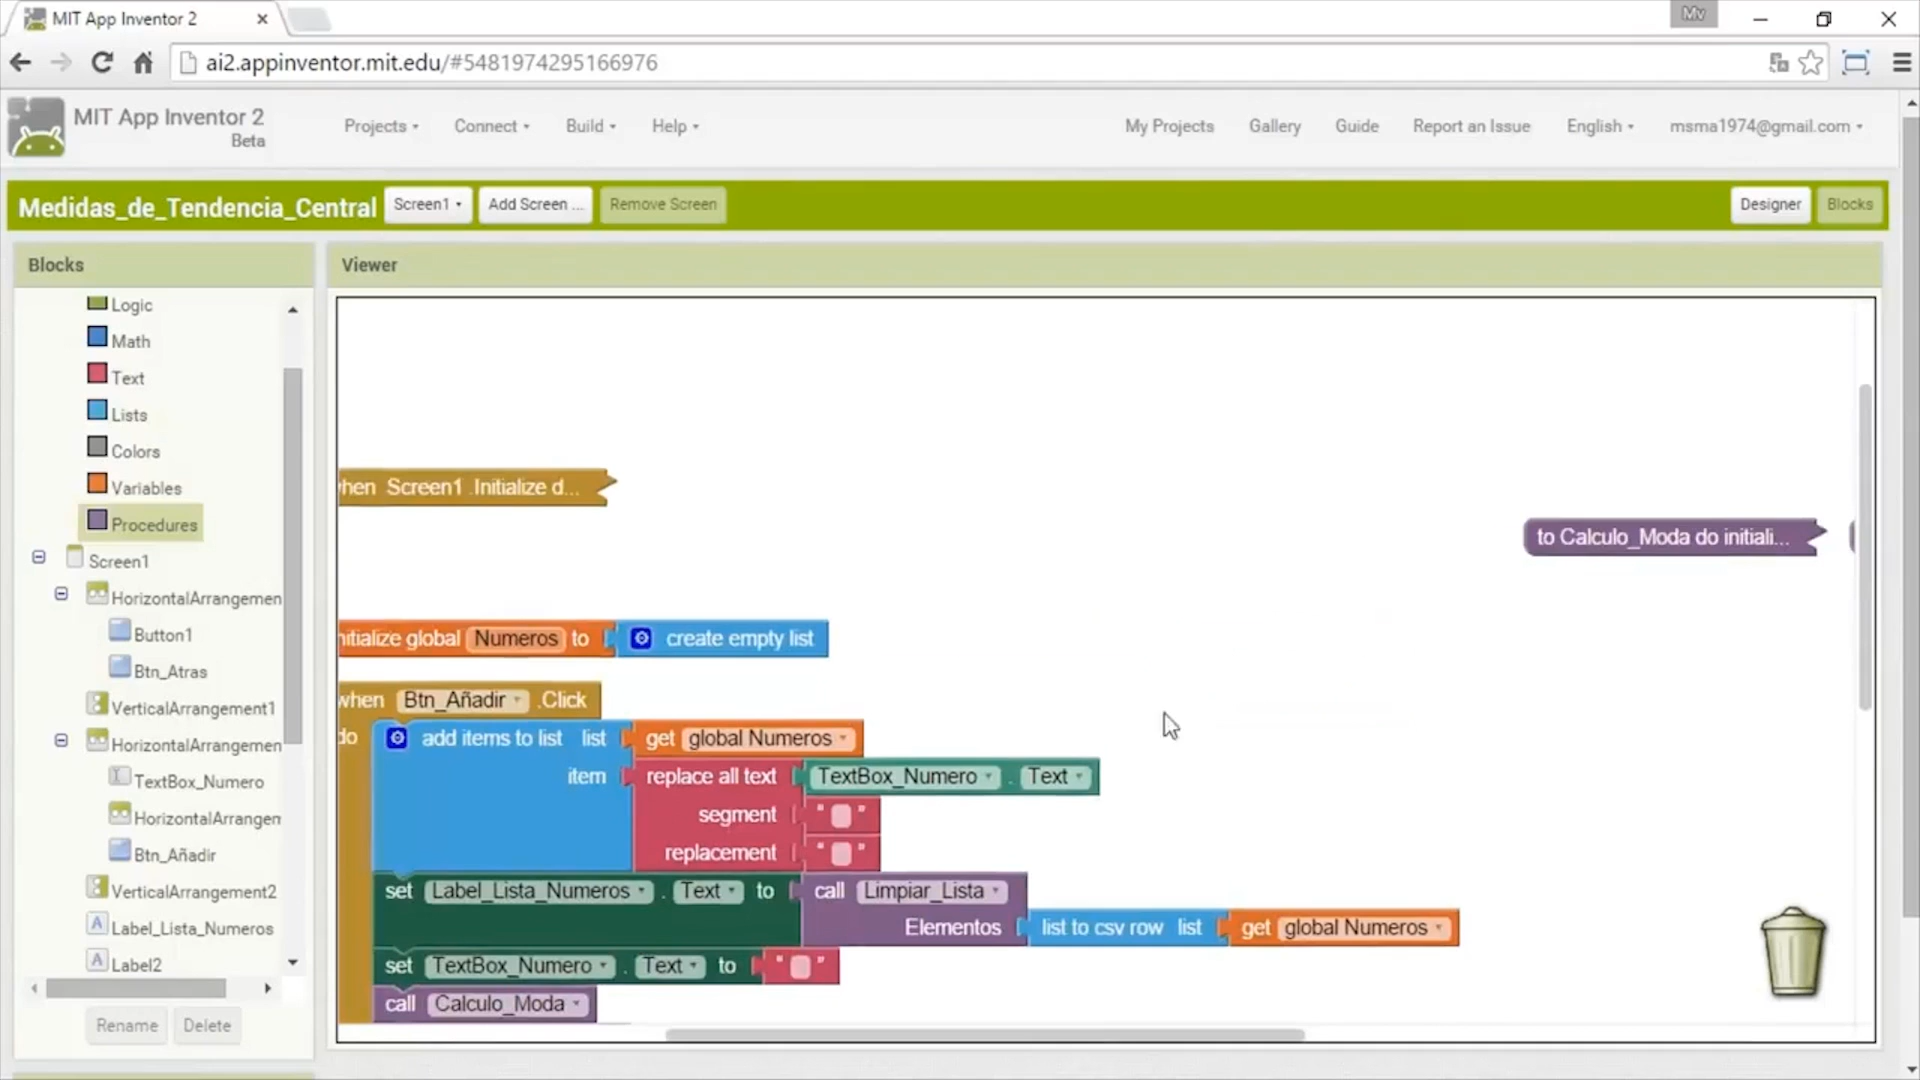 MIT App Inventor 2
Mv
ai2.appinventor.mit.edu/#5481974295166976
MIT App Inventor 2
Beta
Projects
Connect
Build
Help
My Projects
Gallery
Guide
Report an Issue
English
msma1974@gmail.com
Medidas_de_Tendencia_Central
Screen1
Add Screen ...
Remove Screen
Designer
Blocks
Blocks
Logic
Math
Text
Lists
Colors
Variables
Procedures
Screen1
HorizontalArrangemen
Button1
Btn_Atras
VerticalArrangement1
HorizontalArrangemen
TextBox_Numero
HorizontalArrangem
Btn_Añadir
VerticalArrangement2
Label_Lista_Numeros
Label2
Rename
Delete
Viewer
when Screen1 .Initialize d...
to Calculo_Moda do initiali...
initialize global Numeros to create empty list
when Btn_Añadir .Click
do add items to list list get global Numeros
item replace all text TextBox_Numero . Text
segment " "
replacement " "
set Label_Lista_Numeros . Text to call Limpiar_Lista
Elementos list to csv row list get global Numeros
set TextBox_Numero . Text to " "
call Calculo_Moda